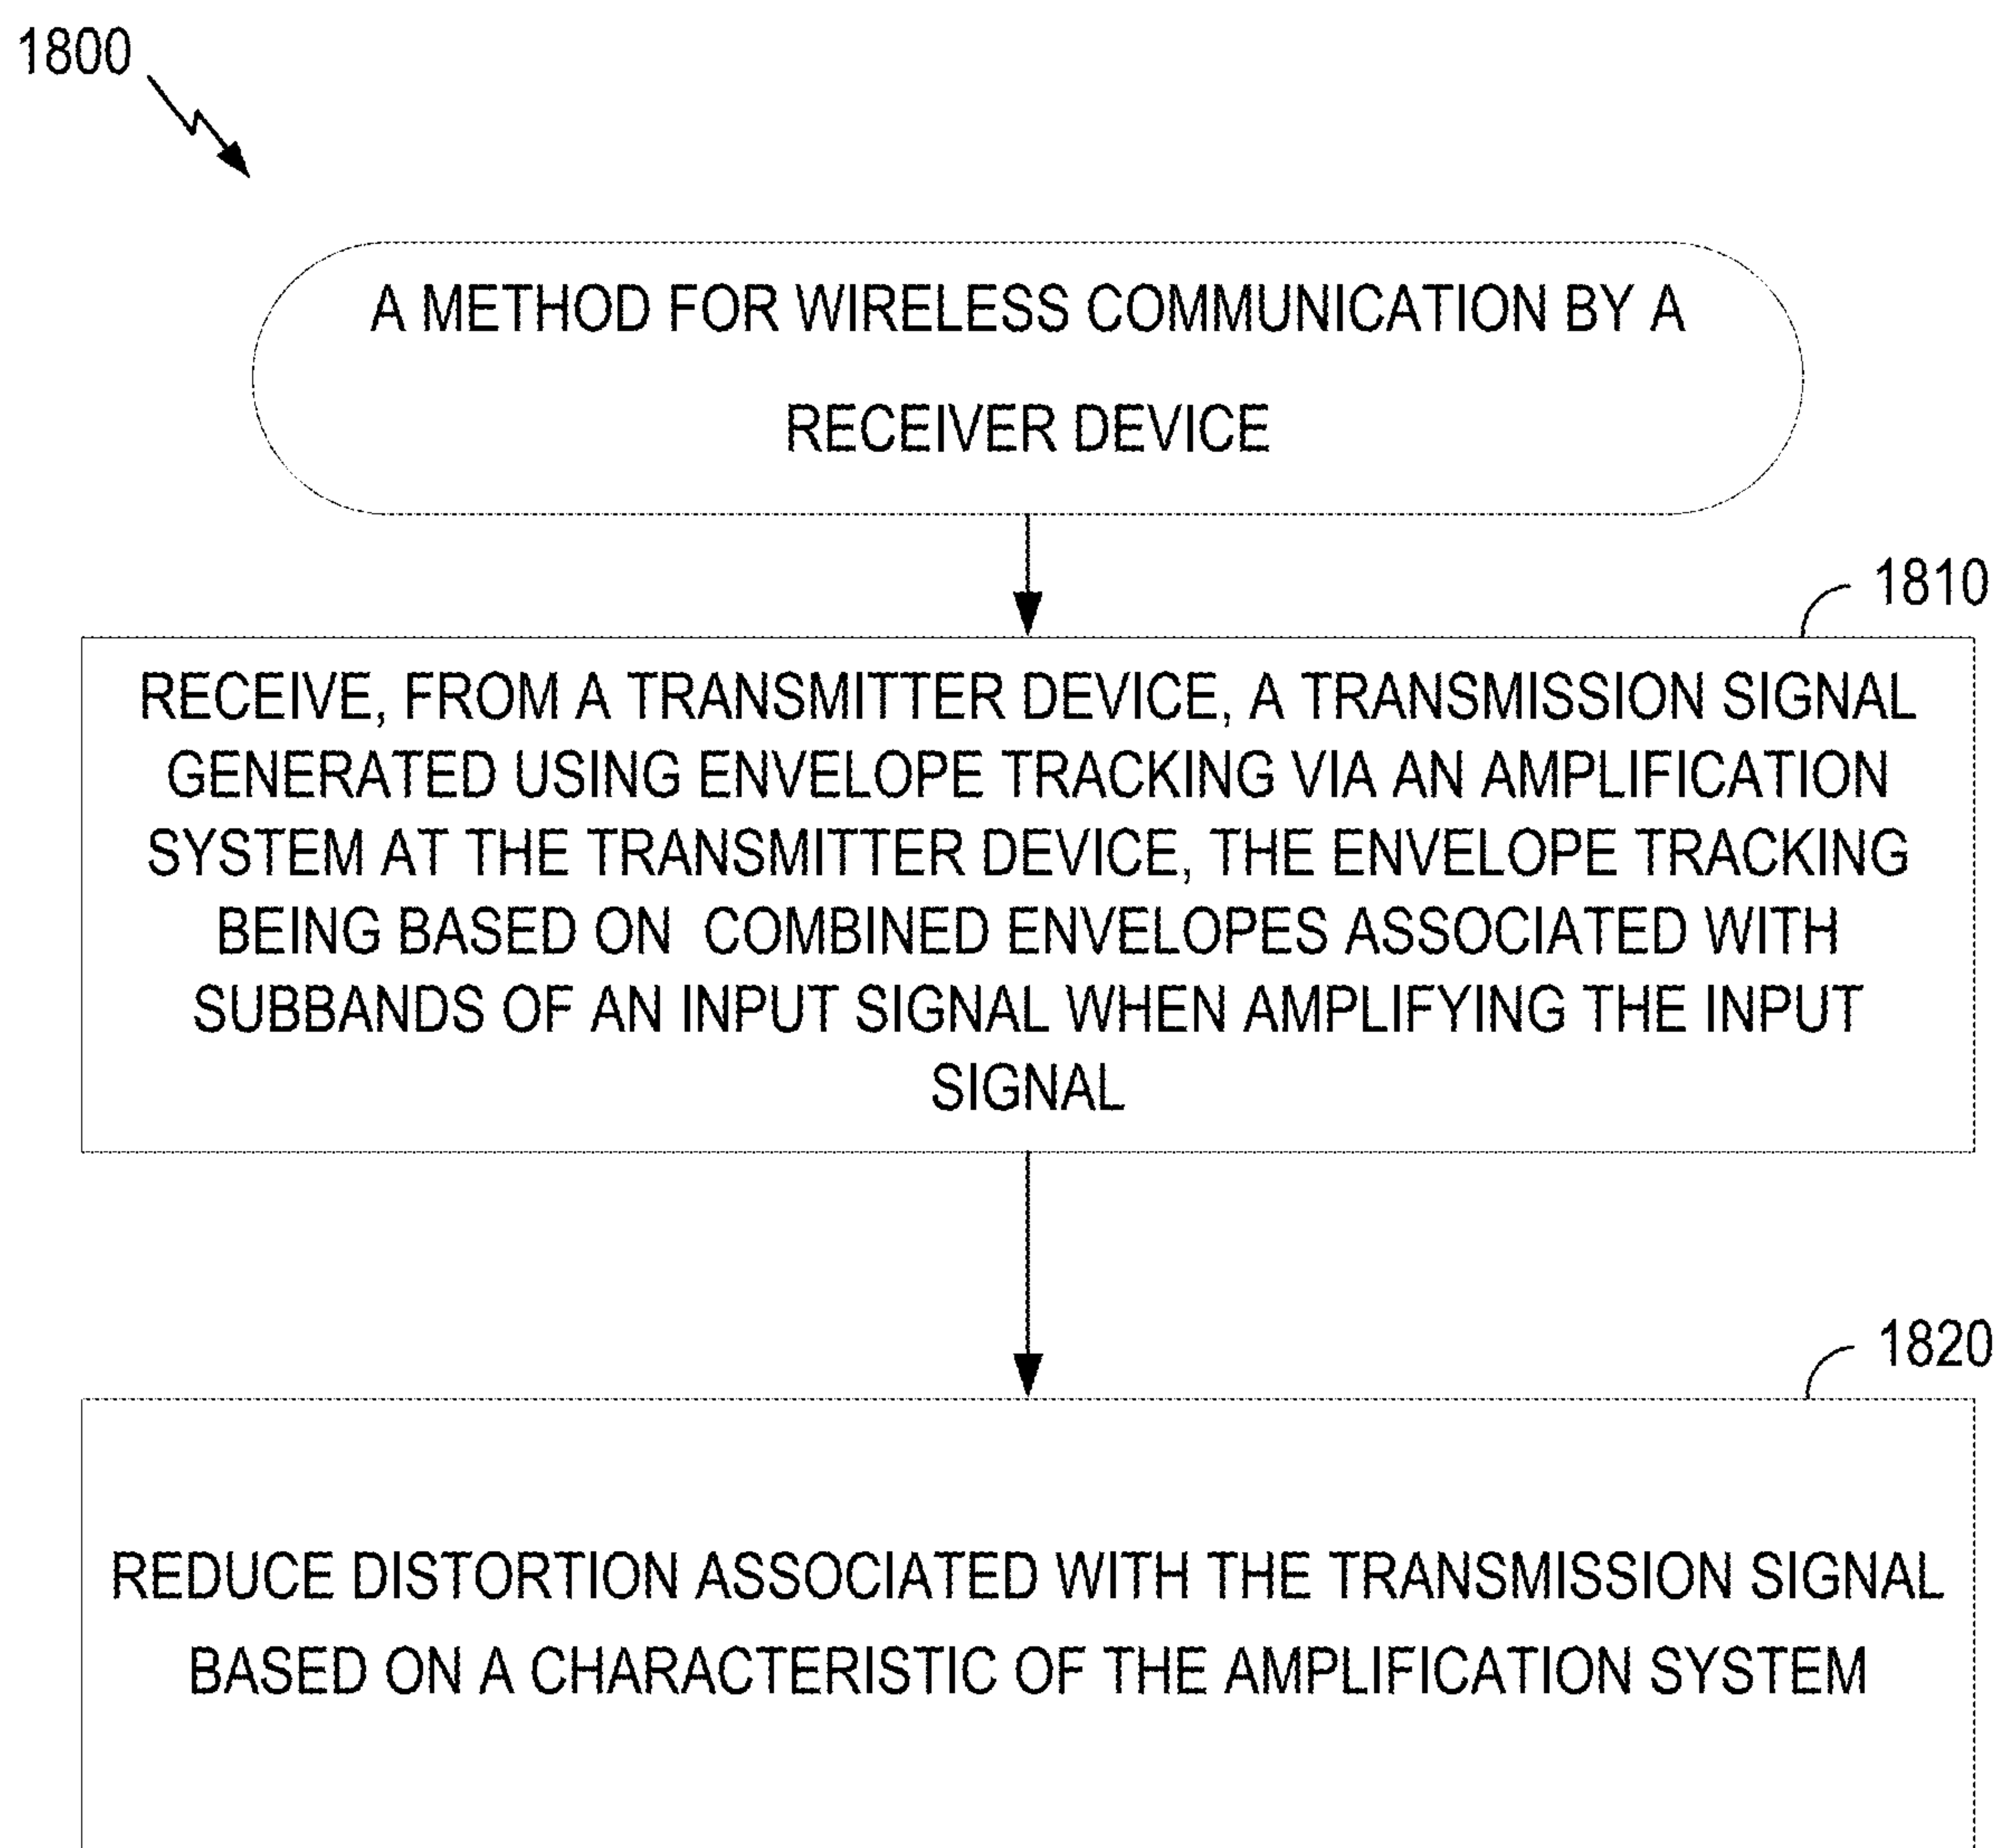 1800
A METHOD FOR WIRELESS COMMUNICATION BY A
RECEIVER DEVICE
1810
RECEIVE, FROM A TRANSMITTER DEVICE, A TRANSMISSION SIGNAL
GENERATED USING ENVELOPE TRACKING VIA AN AMPLIFICATION
SYSTEM AT THE TRANSMITTER DEVICE, THE ENVELOPE TRACKING
BEING BASED ON COMBINED ENVELOPES ASSOCIATED WITH
SUBBANDS OF AN INPUT SIGNAL WHEN AMPLIFYING THE INPUT
SIGNAL
1820
REDUCE DISTORTION ASSOCIATED WITH THE TRANSMISSION SIGNAL
BASED ON A CHARACTERISTIC OF THE AMPLIFICATION SYSTEM